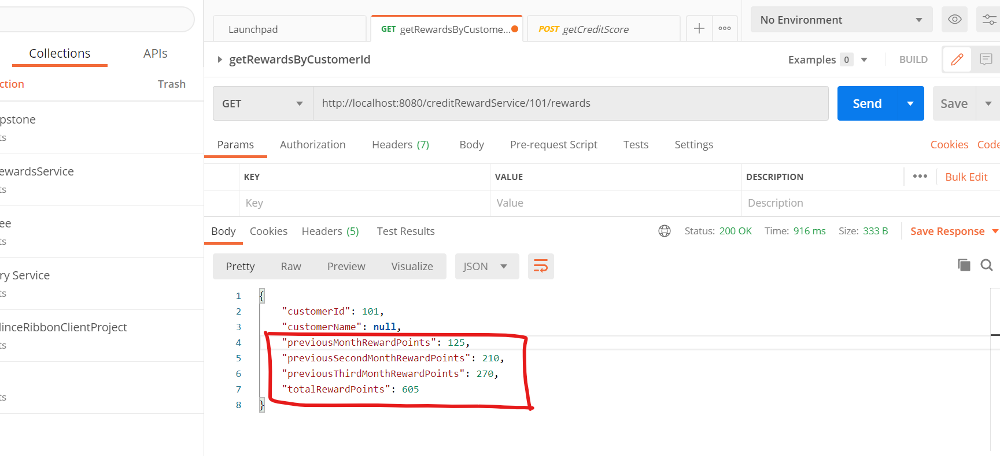 Launchpad
GET getRewardsByCustome...
POST getCreditScore
No Environment
Collections
APIs
getRewardsByCustomerId
Examples 0
BUILD
ction
Trash
GET
http://localhost:8080/creditRewardService/101/rewards
Send
Save
pstone
ts
Params
Authorization
Headers (7)
Body
Pre-request Script
Tests
Settings
Cookies
Code
ewardsService
ts
KEY
VALUE
DESCRIPTION
Bulk Edit
Key
Value
Description
ee
ts
Body
Cookies
Headers (5)
Test Results
Status: 200 OK
Time: 916 ms
Size: 333 B
Save Response
Pretty
Raw
Preview
Visualize
JSON
ry Service
ts
linceRibbonClientProject
ts
ts
1 {
2 "customerId": 101,
3 "customerName": null,
4 "previousMonthRewardPoints": 125,
5 "previousSecondMonthRewardPoints": 210,
6 "previousThirdMonthRewardPoints": 270,
7 "totalRewardPoints": 605
8 }